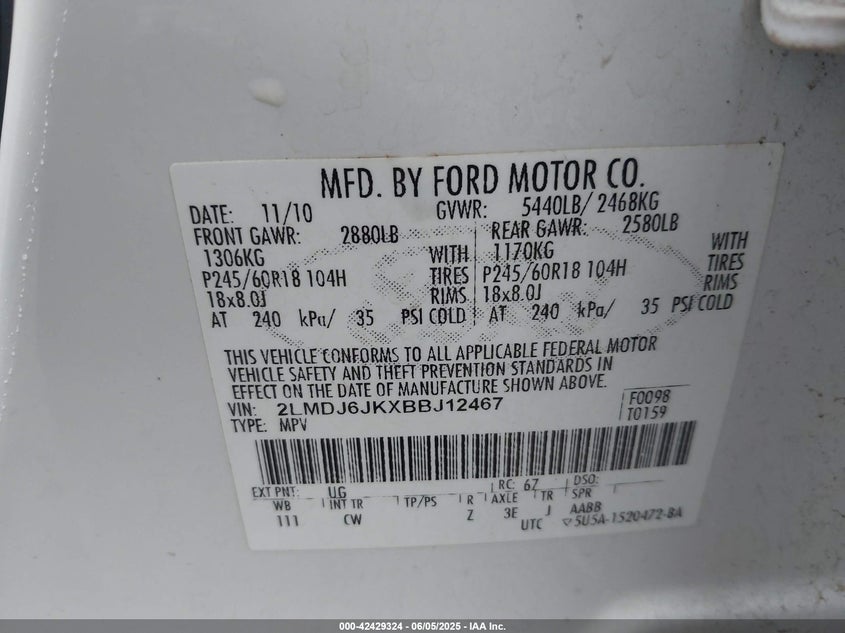 MFD. BY FORD MOTOR CO.
DATE: 11/10 GVWR: 5440LB/ 2468KG
FRONT GAWR: 2880LB REAR GAWR: 2580LB
1306KG WITH 1170KG WITH
P245/60R18 104H TIRES P245/60R18 104H TIRES
18x8.0J RIMS 18x8.0J RIMS
AT 240 kPa/ 35 PSI COLD AT 240 kPa/ 35 PSI COLD
THIS VEHICLE CONFORMS TO ALL APPLICABLE FEDERAL MOTOR
VEHICLE SAFETY AND THEFT PREVENTION STANDARDS IN
EFFECT ON THE DATE OF MANUFACTURE SHOWN ABOVE.
VIN: 2LMDJ6JKXBBJ12467 F0098
TYPE: MPV T0159
EXT PNT: UG RC: 67 DSO:
WB INT TR TP/PS R AXLE TR SPR
111 CW Z 3E J AABB
UTC 5U5A-1520472-BA
000-42429324 - 06/05/2025 - IAA Inc.